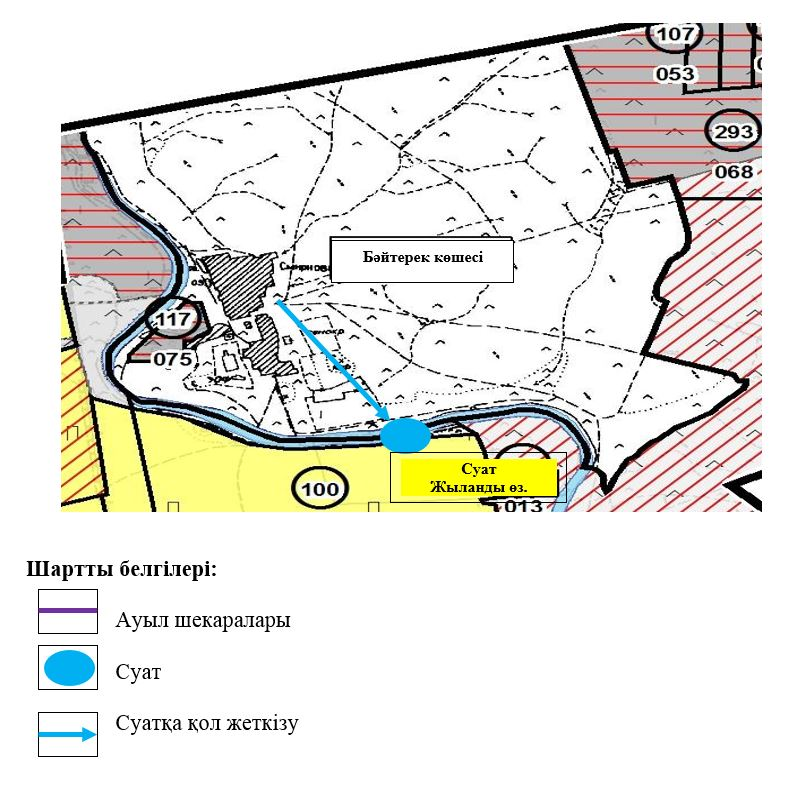 107
053
293
068
Бәйтерек көшесі
Смирнов
117
075
Суат
Жыланды өз.
100
013
Шартты белгілері:
Ауыл шекаралары
Суат
Суатқа қол жеткізу